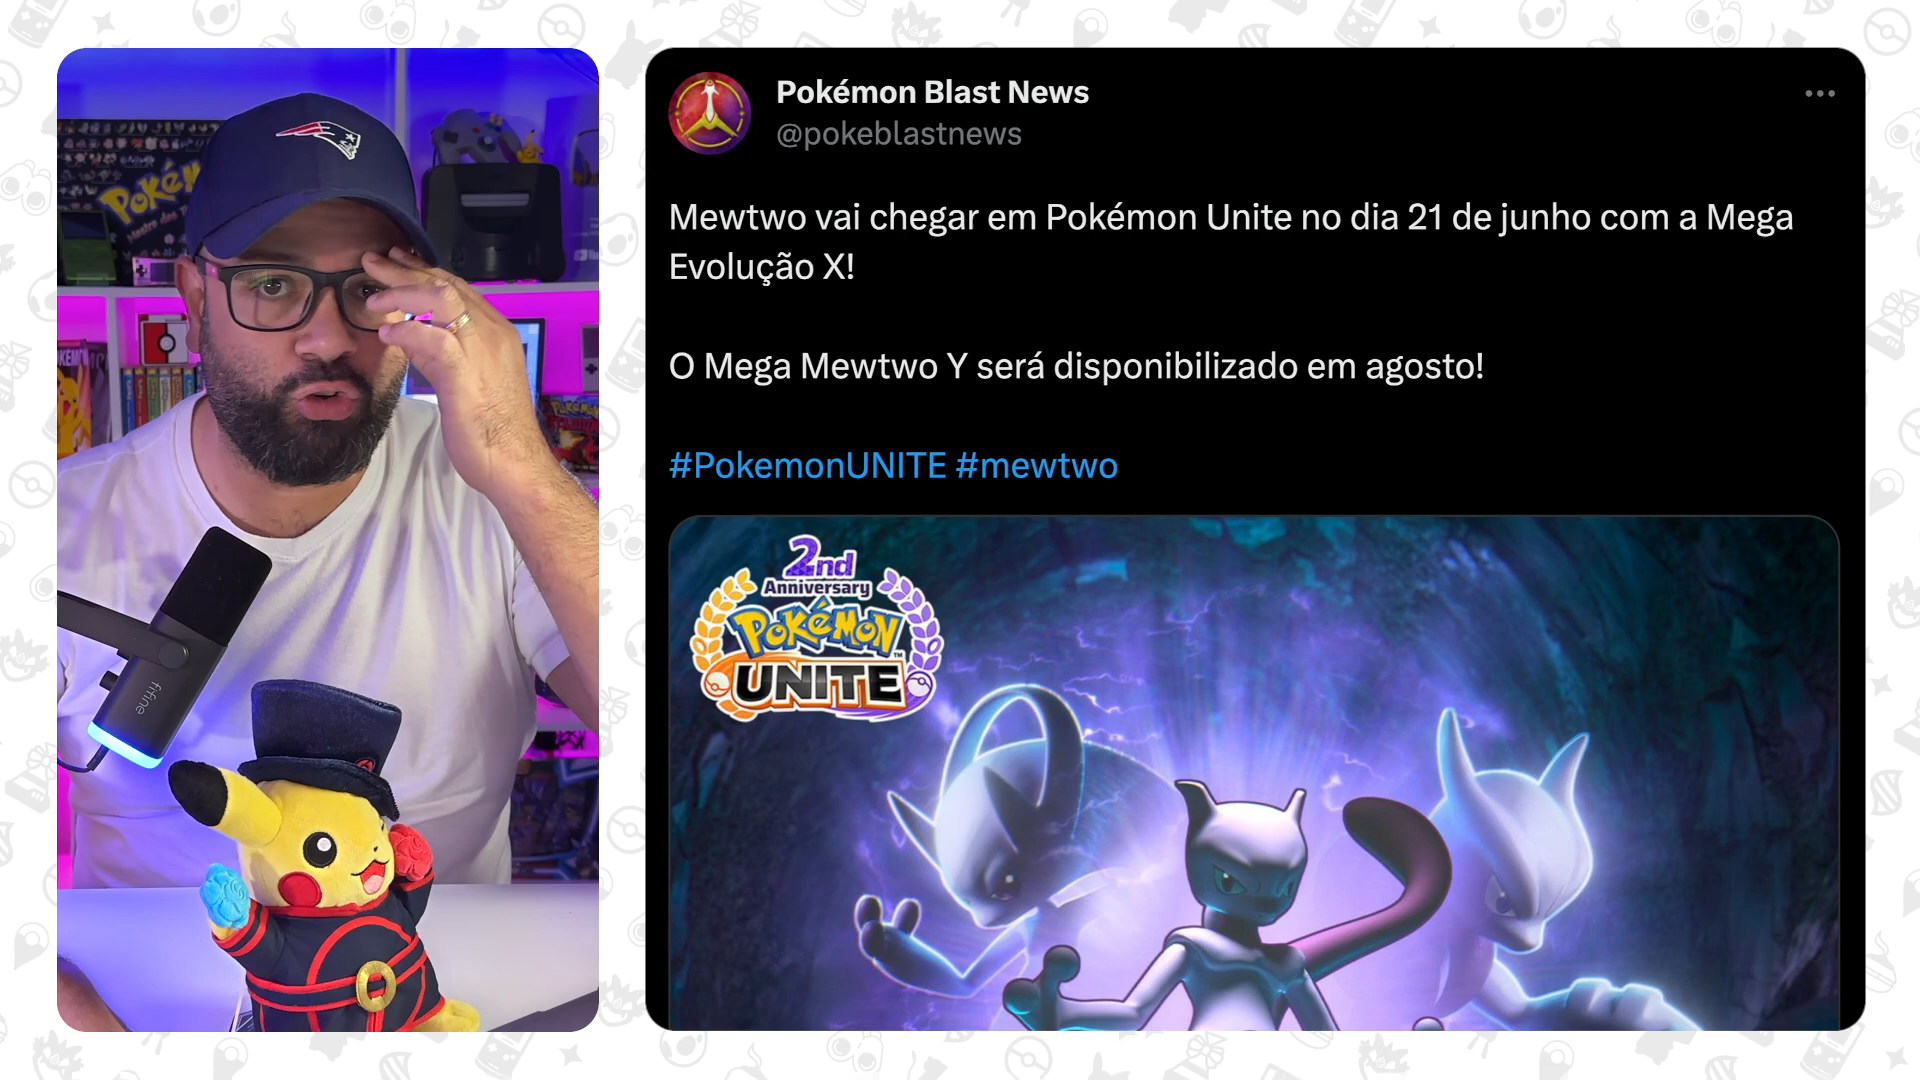 Pokémon Blast News
@pokeblastnews
Mewtwo vai chegar em Pokémon Unite no dia 21 de junho com a Mega
Evolução X!
O Mega Mewtwo Y será disponibilizado em agosto!
#PokemonUNITE #mewtwo
2nd
Anniversary
POKéMON
UNITE
fifine